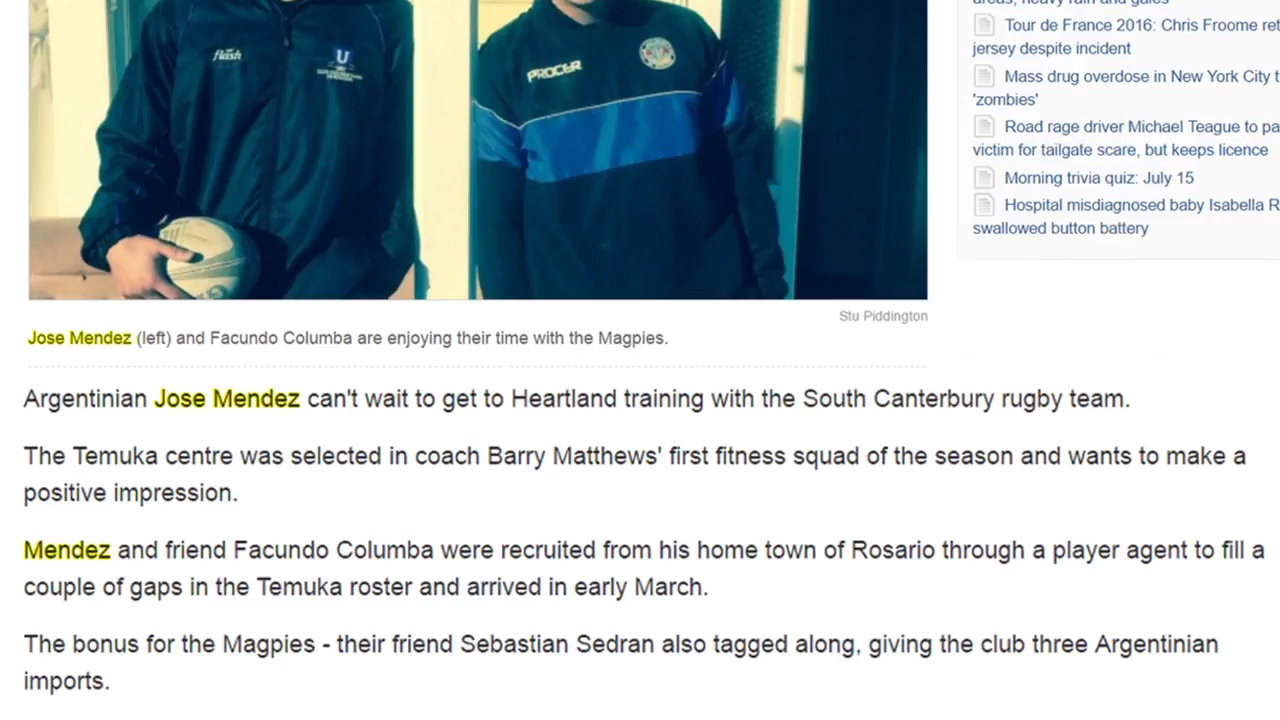 flash
U
PROCER
areas, heavy rain and gales
Tour de France 2016: Chris Froome ret
jersey despite incident
Mass drug overdose in New York City t
'zombies'
Road rage driver Michael Teague to pa
victim for tailgate scare, but keeps licence
Morning trivia quiz: July 15
Hospital misdiagnosed baby Isabella R
swallowed button battery
Stu Piddington
Jose Mendez (left) and Facundo Columba are enjoying their time with the Magpies.
Argentinian Jose Mendez can't wait to get to Heartland training with the South Canterbury rugby team.
The Temuka centre was selected in coach Barry Matthews' first fitness squad of the season and wants to make a
positive impression.
Mendez and friend Facundo Columba were recruited from his home town of Rosario through a player agent to fill a
couple of gaps in the Temuka roster and arrived in early March.
The bonus for the Magpies - their friend Sebastian Sedran also tagged along, giving the club three Argentinian
imports.